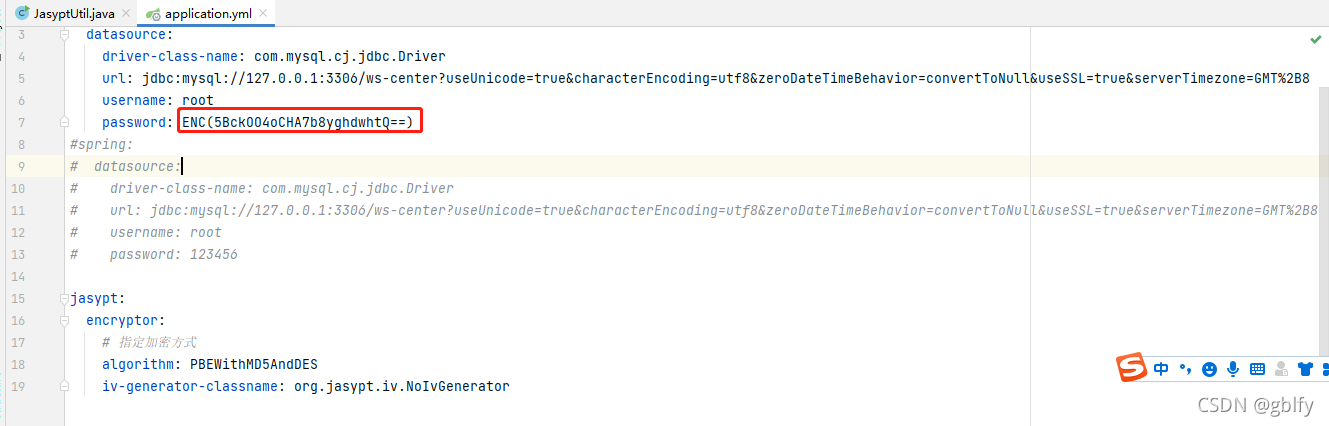 JasyptUtil.java application.yml
3 datasource:
4 driver-class-name: com.mysql.cj.jdbc.Driver
5 url: jdbc:mysql://127.0.0.1:3306/ws-center?useUnicode=true&characterEncoding=utf8&zeroDateTimeBehavior=convertToNull&useSSL=true&serverTimezone=GMT%2B8
6 username: root
7 password: ENC(5BckOO4oCHA7b8yghdwhtQ==)
8 #spring:
9 # datasource:
10 # driver-class-name: com.mysql.cj.jdbc.Driver
11 # url: jdbc:mysql://127.0.0.1:3306/ws-center?useUnicode=true&characterEncoding=utf8&zeroDateTimeBehavior=convertToNull&useSSL=true&serverTimezone=GMT%2B8
12 # username: root
13 # password: 123456
14
15 jasypt:
16 encryptor:
17 # 指定加密方式
18 algorithm: PBEWithMD5AndDES
19 iv-generator-classname: org.jasypt.iv.NoIvGenerator
S 中
CSDN @gblfy